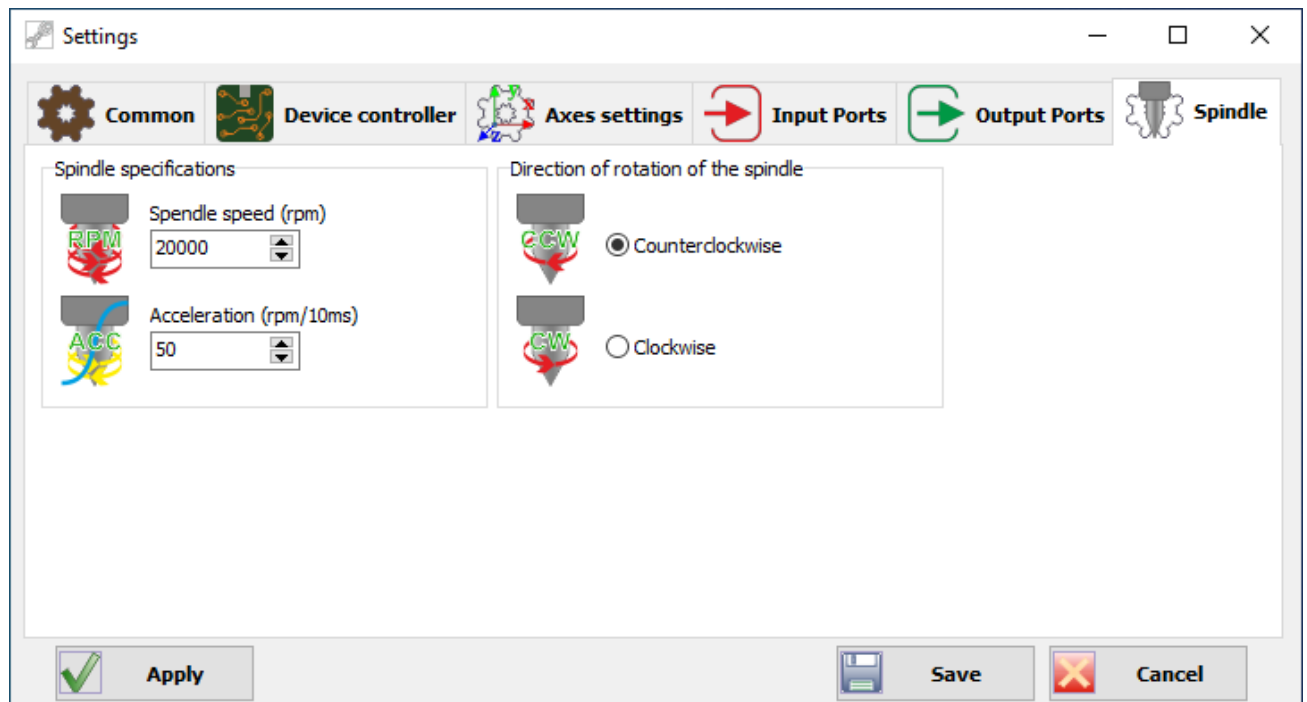 Settings
Common
Device controller
Axes settings
Input Ports
Output Ports
Spindle
Spindle specifications
Spendle speed (rpm)
RPM
20000
Acceleration (rpm/10ms)
ACC
50
Direction of rotation of the spindle
CCW
Counterclockwise
CW
Clockwise
Apply
Save
Cancel